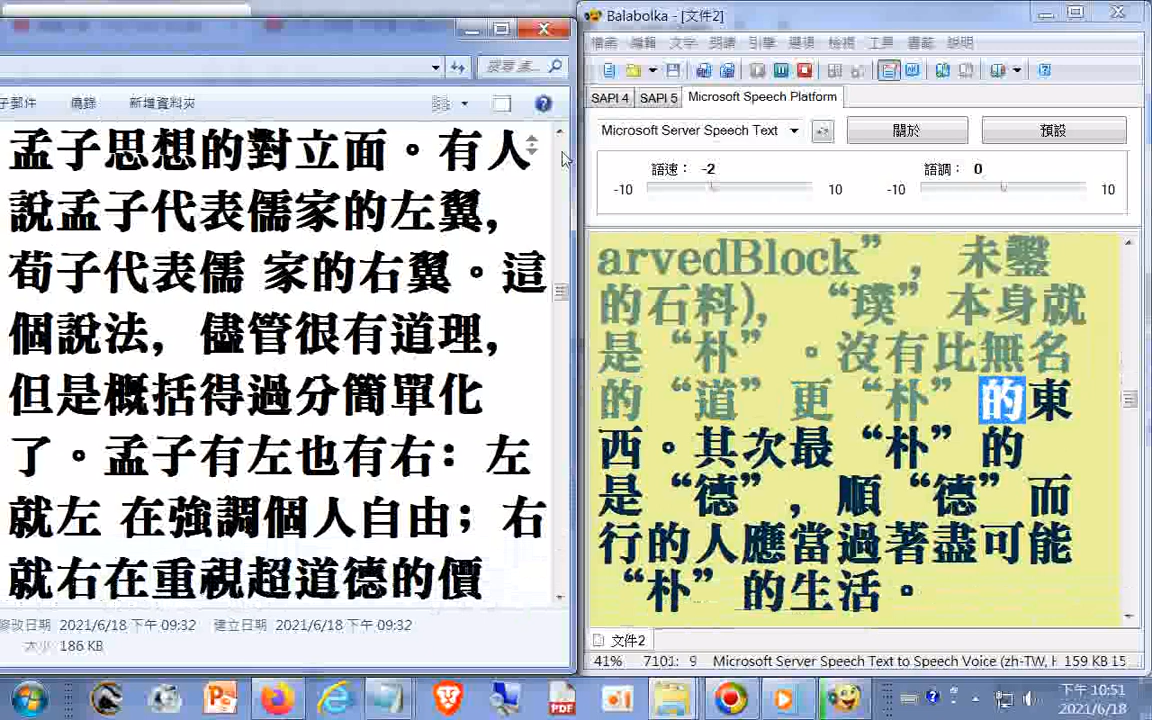 Balabolka - [文件2]
檔案 編輯 文字 朗讀 引擎 選項 檢視 工具 書籤 說明
SAPI 4 SAPI 5 Microsoft Speech Platform
Microsoft Server Speech Text 關於 預設
語速： -2 語調： 0
-10 10 -10 10
子郵件 燒錄 新增資料夾
孟子思想的對立面。有人
說孟子代表儒家的左翼，
荀子代表儒 家的右翼。這
個說法，儘管很有道理，
但是概括得過分簡單化
了。孟子有左也有右：左
就左 在強調個人自由；右
就右在重視超道德的價
修改日期 2021/6/18 下午 09:32 建立日期 2021/6/18 下午 09:32
大小 186 KB
arvedBlock”，未鑿
的石料)，“璞”本身就
是“朴”。沒有比無名
的“道”更“朴”的東
西。其次最“朴”的
是“德”，順“德”而
行的人應當過著盡可能
“朴”的生活。
文件2
41% 7101: 9 Microsoft Server Speech Text to Speech Voice (zh-TW, H 159 KB 15
下午 10:51
2021/6/18